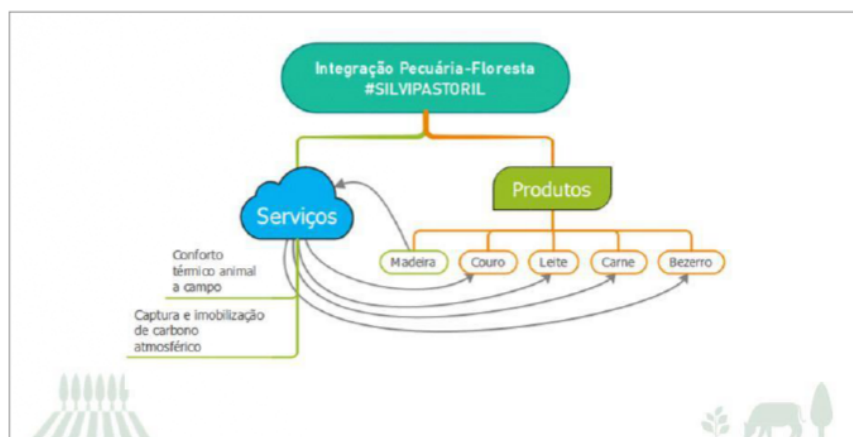 Integração Pecuária-Floresta
#SILVIPASTORIL
Serviços
Produtos
Madeira
Couro
Leite
Carne
Bezerro
Conforto
térmico animal
a campo
Captura e imobilização
de carbono
atmosférico